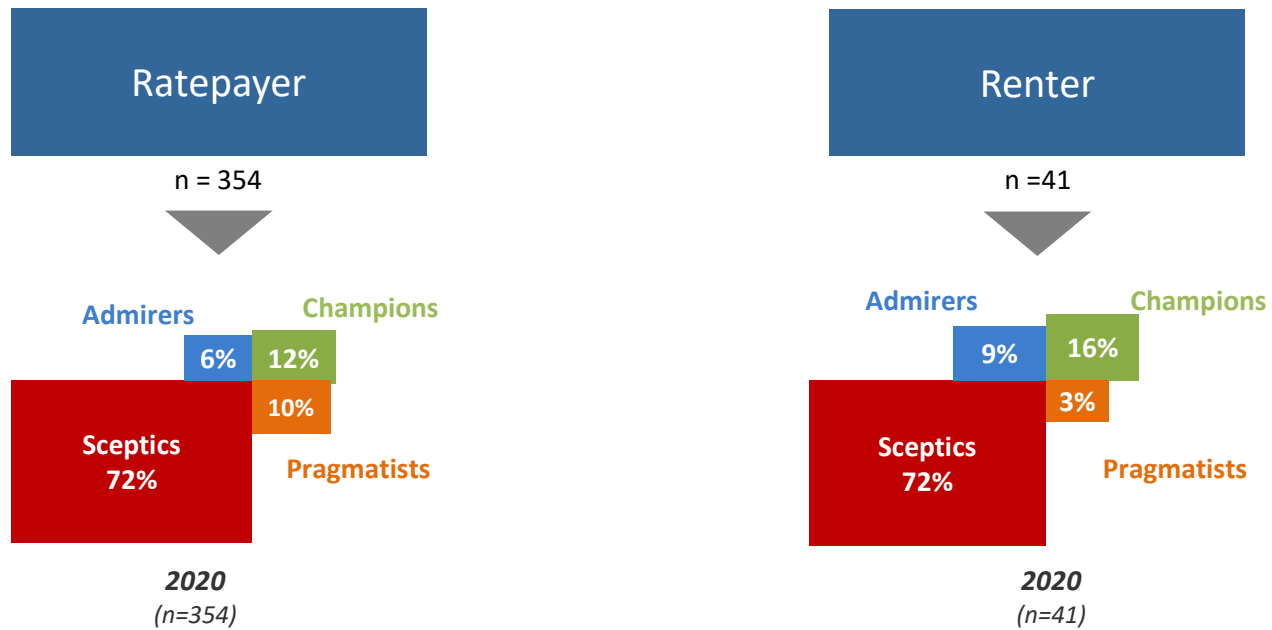 Ratepayer
n = 354
Admirers
Champions
6%
12%
10%
Sceptics
72%
Pragmatists
2020
(n=354)
Renter
n =41
Admirers
Champions
9%
16%
3%
Sceptics
72%
Pragmatists
2020
(n=41)